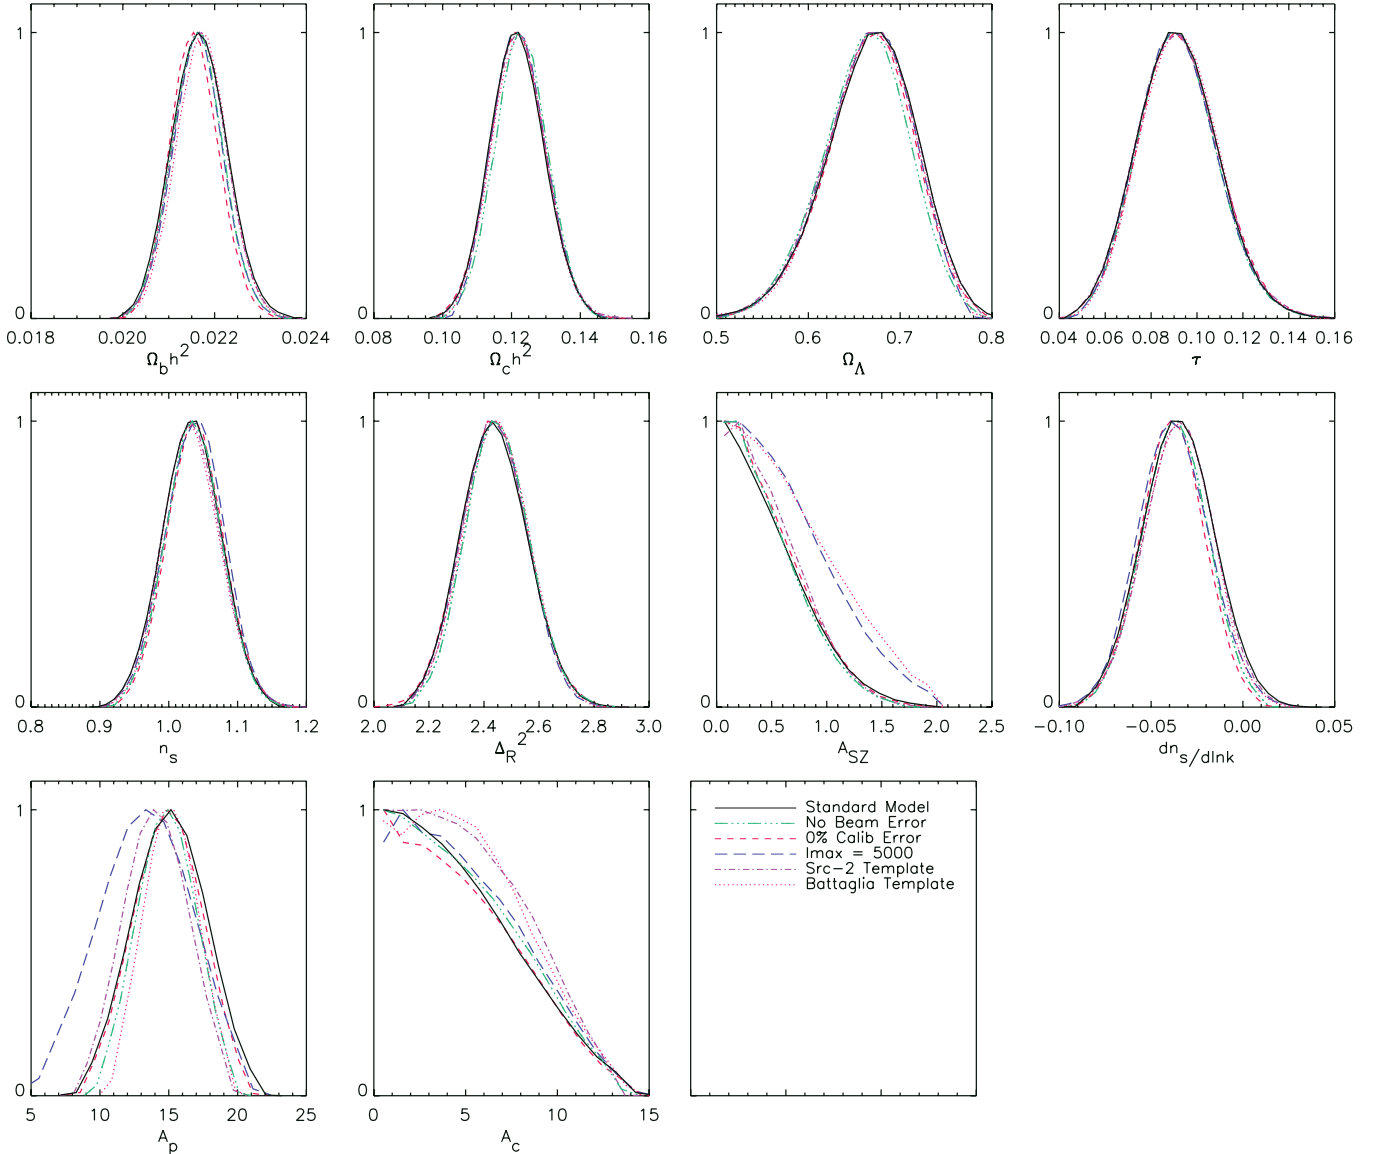 1
0
0.018 0.020 0.022 0.024
Ω_b h^2
1
0
0.08 0.10 0.12 0.14 0.16
Ω_c h^2
1
0
0.5 0.6 0.7 0.8
Ω_Λ
1
0
0.04 0.06 0.08 0.10 0.12 0.14 0.16
τ
1
0
0.8 0.9 1.0 1.1 1.2
n_s
1
0
2.0 2.2 2.4 2.6 2.8 3.0
Δ_R^2
1
0
0.0 0.5 1.0 1.5 2.0 2.5
A_SZ
1
0
−0.10 −0.05 0.00 0.05
dn_s/dlnk
1
0
5 10 15 20 25
A_p
1
0
0 5 10 15
A_c
Standard Model
No Beam Error
0% Calib Error
lmax = 5000
Src−2 Template
Battaglia Template